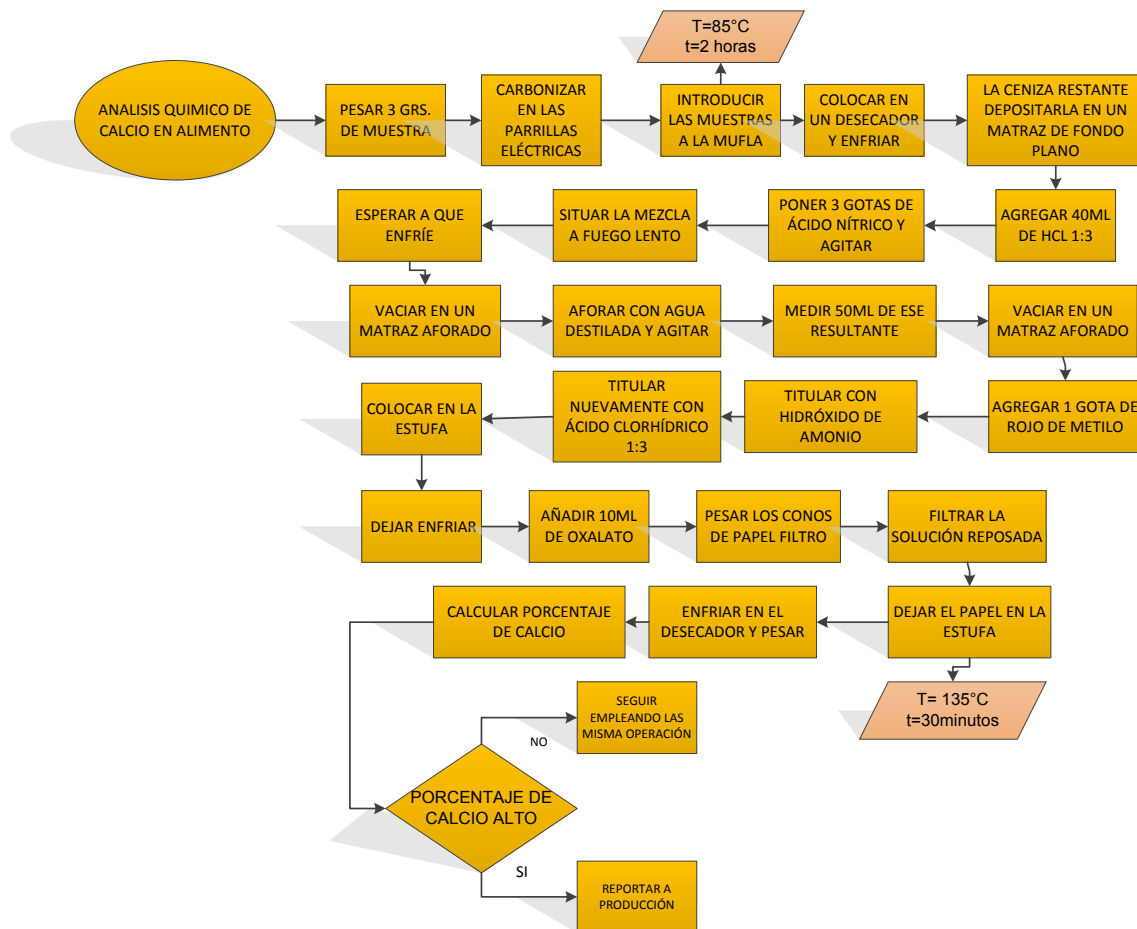 T=85°C
t=2 horas
ANALISIS QUIMICO DE
CALCIO EN ALIMENTO
PESAR 3 GRS.
DE MUESTRA
CARBONIZAR
EN LAS
PARRILLAS
ELÉCTRICAS
INTRODUCIR
LAS MUESTRAS
A LA MUFLA
COLOCAR EN
UN DESECADOR
Y ENFRIAR
LA CENIZA RESTANTE
DEPOSITARLA EN UN
MATRAZ DE FONDO
PLANO
AGREGAR 40ML
DE HCL 1:3
PONER 3 GOTAS DE
ÁCIDO NÍTRICO Y
AGITAR
SITUAR LA MEZCLA
A FUEGO LENTO
ESPERAR A QUE
ENFRÍE
VACIAR EN UN
MATRAZ AFORADO
AFORAR CON AGUA
DESTILADA Y AGITAR
MEDIR 50ML DE ESE
RESULTANTE
VACIAR EN UN
MATRAZ AFORADO
AGREGAR 1 GOTA DE
ROJO DE METILO
TITULAR CON
HIDRÓXIDO DE
AMONIO
TITULAR
NUEVAMENTE CON
ÁCIDO CLORHÍDRICO
1:3
COLOCAR EN LA
ESTUFA
DEJAR ENFRIAR
AÑADIR 10ML
DE OXALATO
PESAR LOS CONOS
DE PAPEL FILTRO
FILTRAR LA
SOLUCIÓN REPOSADA
DEJAR EL PAPEL EN LA
ESTUFA
T= 135°C
t=30minutos
ENFRIAR EN EL
DESECADOR Y PESAR
CALCULAR PORCENTAJE
DE CALCIO
PORCENTAJE DE
CALCIO ALTO
NO
SEGUIR
EMPLEANDO LAS
MISMA OPERACIÓN
SI
REPORTAR A
PRODUCCIÓN